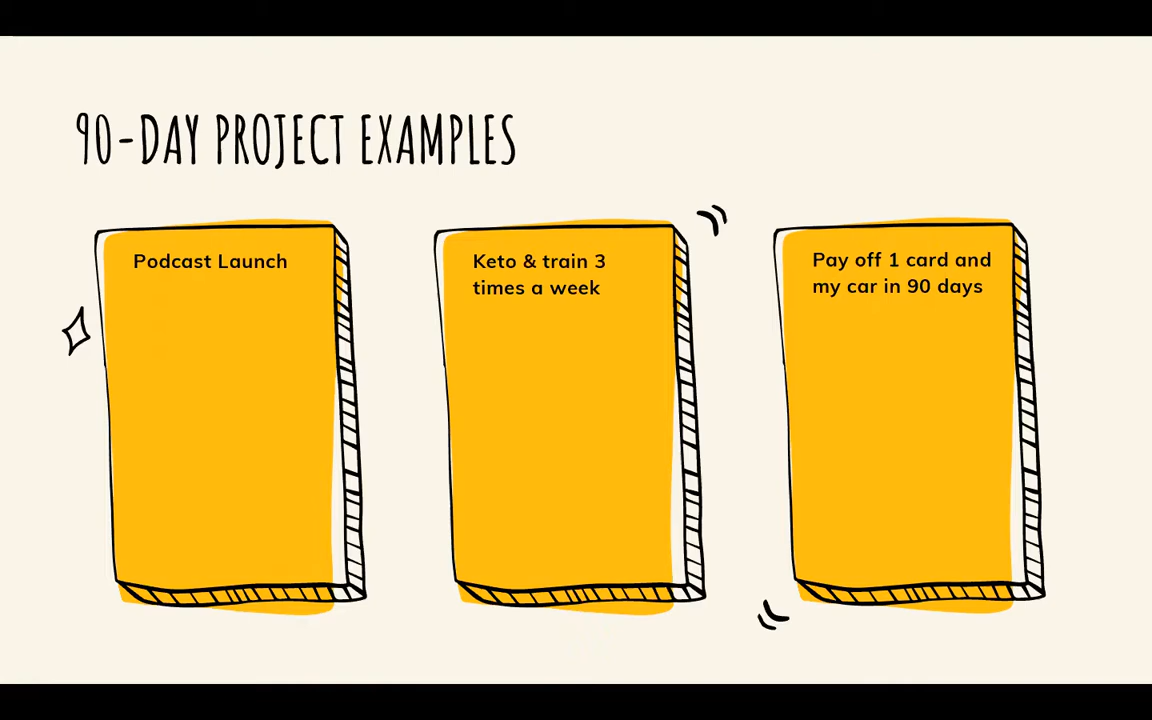 90-DAY PROJECT EXAMPLES
Podcast Launch
Keto & train 3
times a week
Pay off 1 card and
my car in 90 days